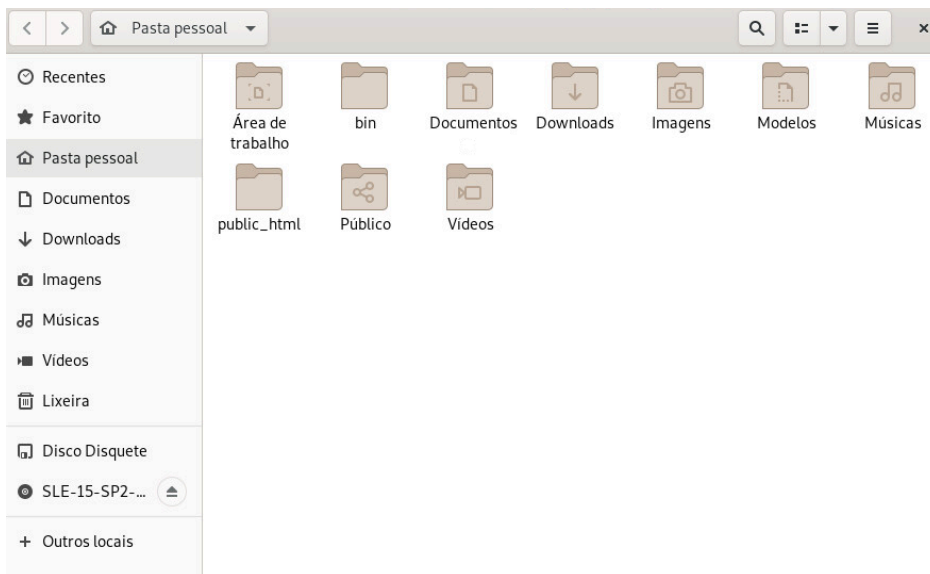 Pasta pessoal
Recentes
Favorito
Pasta pessoal
Documentos
Downloads
Imagens
Músicas
Vídeos
Lixeira
Disco Disquete
SLE-15-SP2-...
Outros locais
Área de
trabalho
bin
Documentos
Downloads
Imagens
Modelos
Músicas
public_html
Público
Vídeos